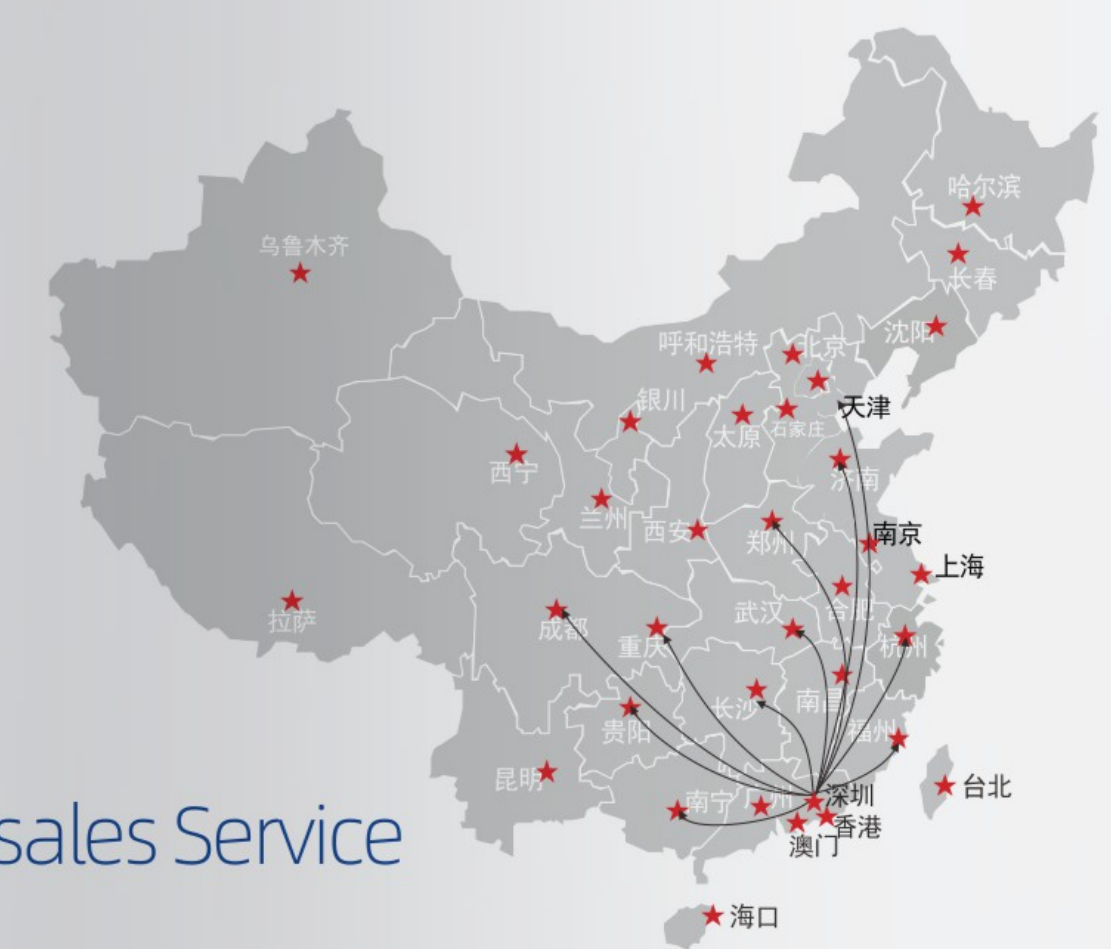 哈尔滨
乌鲁木齐
长春
沈阳
呼和浩特
北京
银川
天津
太原
石家庄
西宁
济南
兰州
西安
郑州
南京
上海
拉萨
成都
重庆
武汉
合肥
杭州
长沙
南昌
贵阳
福州
昆明
南宁
广州
深圳
台北
香港
澳门
sales Service
海口